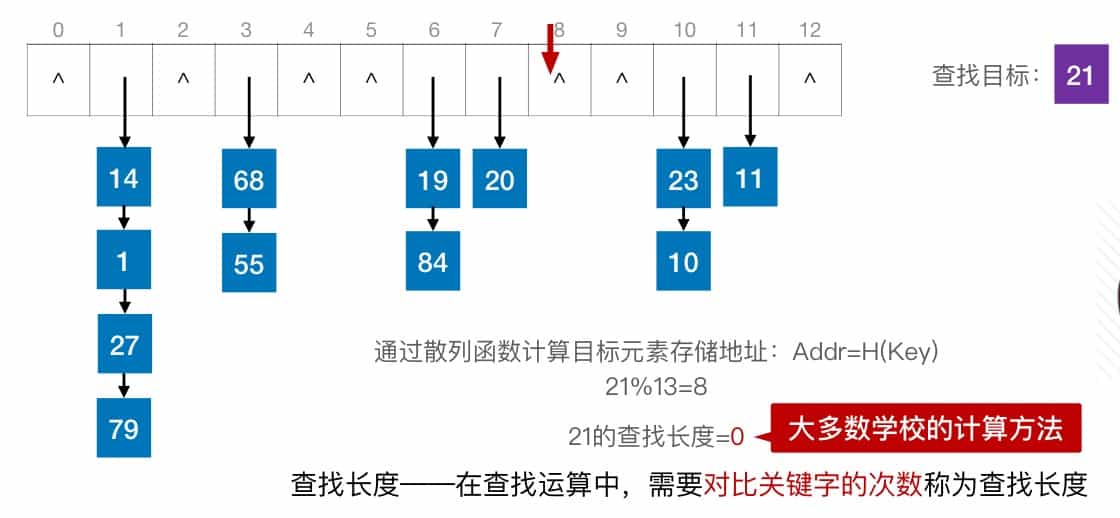 0 1 2 3 4 5 6 7 8 9 10 11 12
^ ^ ^ ^ ^ ^ ^
查找目标： 21
14 68 19 20 23 11
1 55 84 10
27
79
通过散列函数计算目标元素存储地址：Addr=H(Key)
21%13=8
21的查找长度=0 大多数学校的计算方法
查找长度——在查找运算中，需要对比关键字的次数称为查找长度